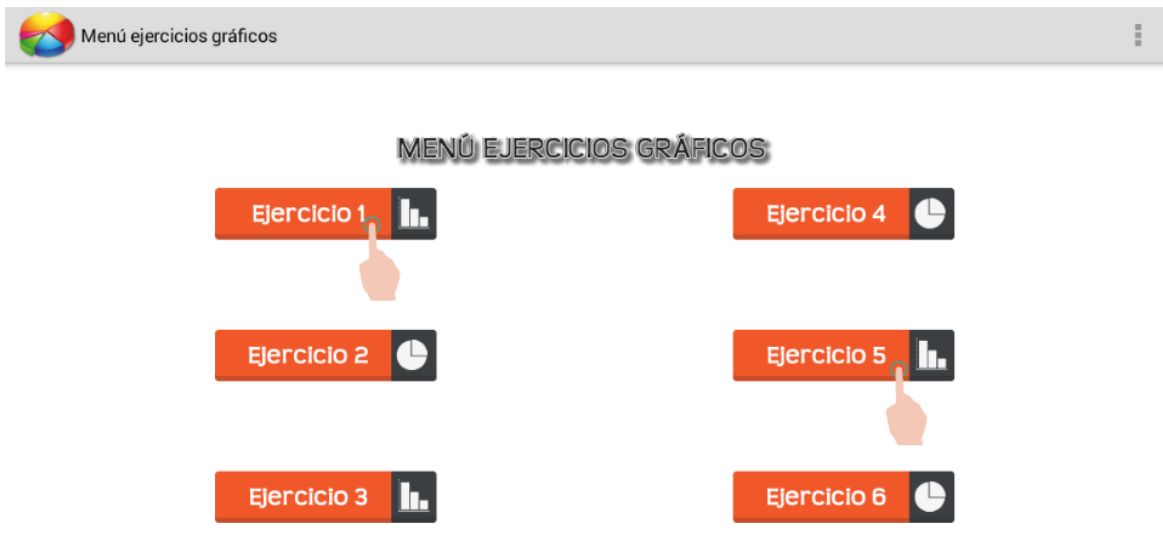 Menú ejercicios gráficos
MENÚ EJERCICIOS GRÁFICOS
Ejercicio 1
Ejercicio 4
Ejercicio 2
Ejercicio 5
Ejercicio 3
Ejercicio 6